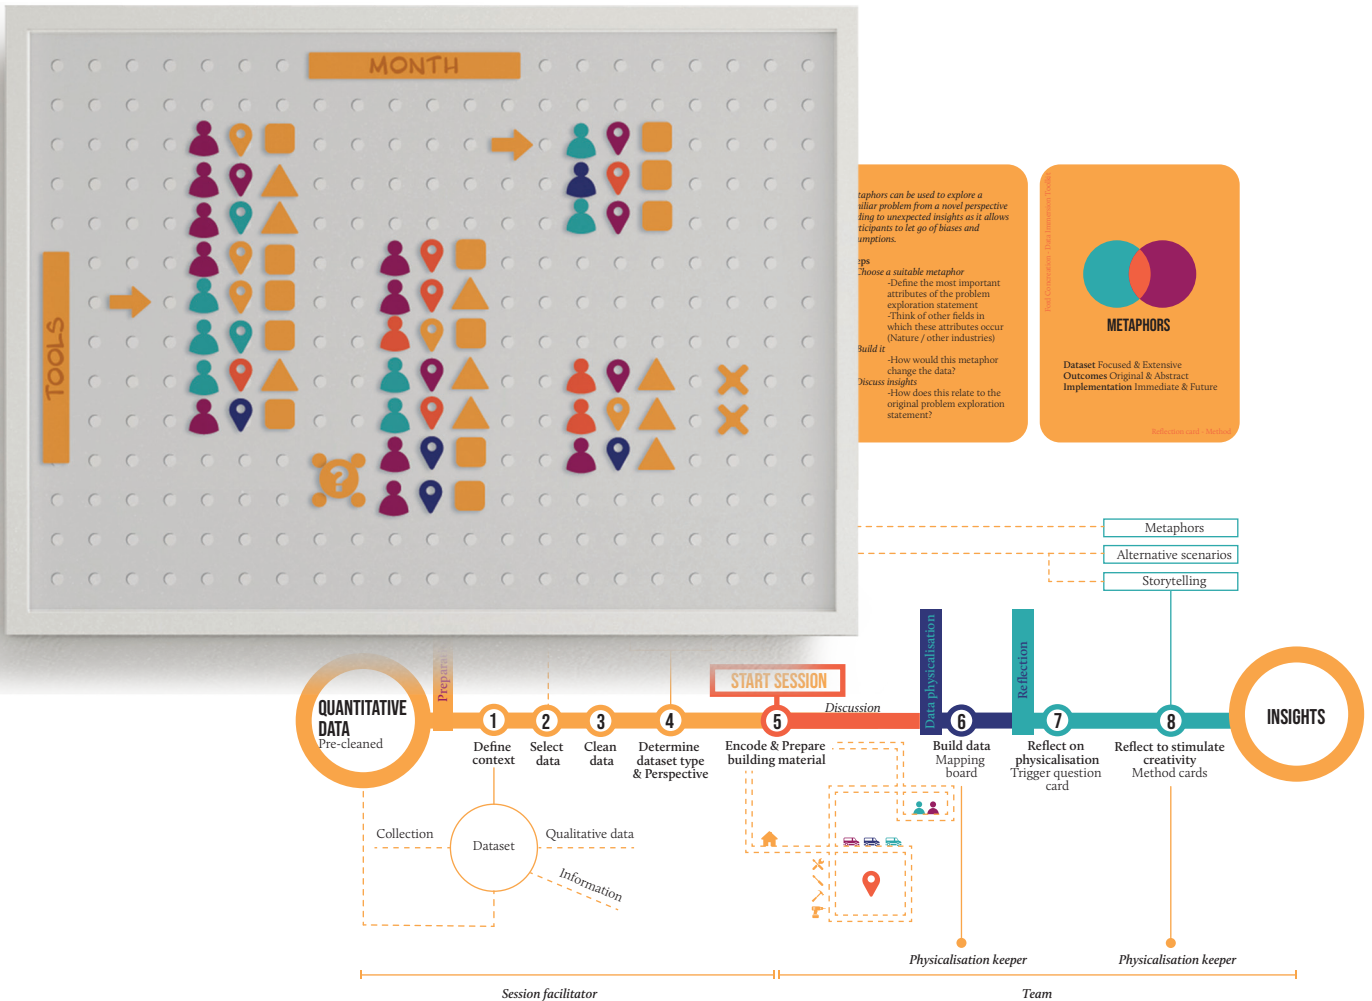 MONTH
TOOLS
?
taphors can be used to explore a
iliar problem from a novel perspective
ding to unexpected insights as it allows
ticipants to let go of biases and
umptions.
eps
Choose a suitable metaphor
-Define the most important
attributes of the problem
exploration statement
-Think of other fields in
which these attributes occur
(Nature / other industries)
Build it
-How would this metaphor
change the data?
Discuss insights
-How does this relate to the
original problem exploration
statement?
METAPHORS
Dataset Focused & Extensive
Outcomes Original & Abstract
Implementation Immediate & Future
Reflection card - Method
Metaphors
Alternative scenarios
Storytelling
Prepara
START SESSION
Discussion
Data physicalisation
Reflection
QUANTITATIVE
DATA
Pre-cleaned
1
Define
context
2
Select
data
3
Clean
data
4
Determine
dataset type
& Perspective
5
Encode & Prepare
building material
6
Build data
Mapping
board
7
Reflect on
physicalisation
Trigger question
card
8
Reflect to stimulate
creativity
Method cards
INSIGHTS
Collection
Dataset
Qualitative data
Information
Physicalisation keeper
Physicalisation keeper
Session facilitator
Team